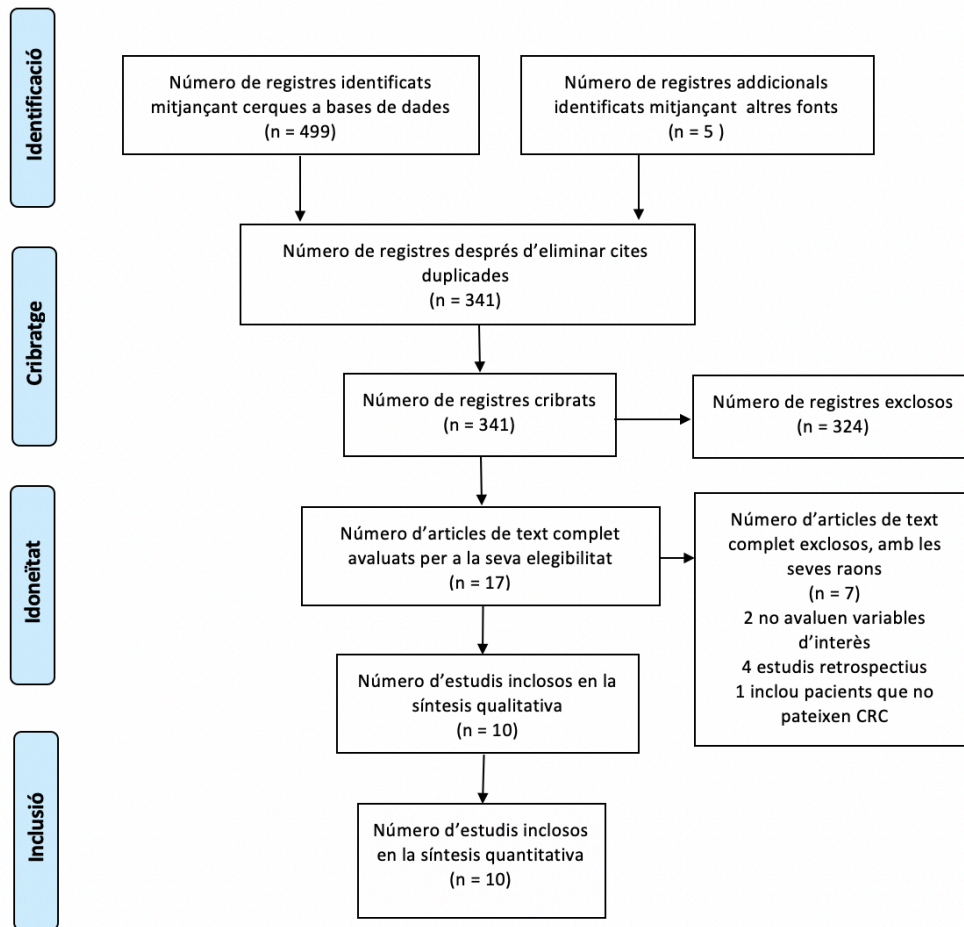 Identificació
Número de registres identificats
mitjançant cerques a bases de dades
(n = 499)
Número de registres addicionals
identificats mitjançant altres fonts
(n = 5 )
Número de registres després d’eliminar cites
duplicades
(n = 341)
Cribratge
Número de registres cribrats
(n = 341)
Número de registres exclosos
(n = 324)
Idoneïtat
Número d’articles de text complet
avaluats per a la seva elegibilitat
(n = 17)
Número d’articles de text
complet exclosos, amb les
seves raons
(n = 7)
2 no avaluen variables
d’interès
4 estudis retrospectius
1 inclou pacients que no
pateixen CRC
Número d’estudis inclosos en la
síntesis qualitativa
(n = 10)
Inclusió
Número d’estudis inclosos
en la síntesis quantitativa
(n = 10)